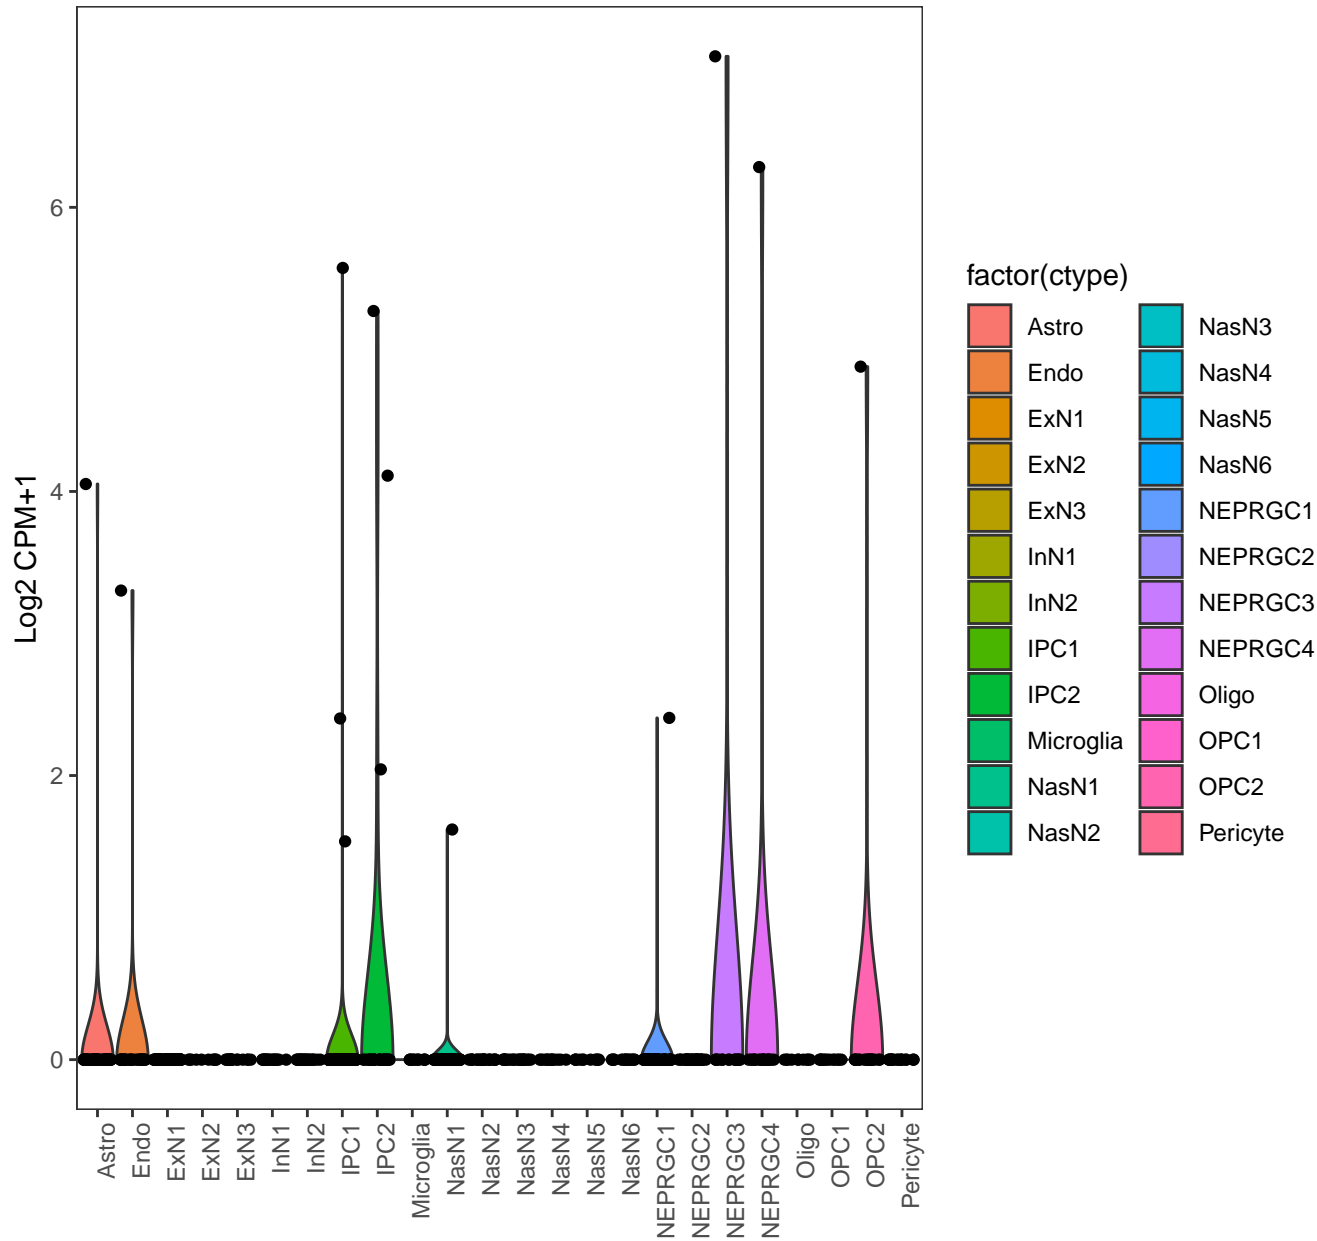 Log2 CPM+1
6
4
2
0
Astro
Endo
ExN1
ExN2
ExN3
InN1
InN2
IPC1
IPC2
Microglia
NasN1
NasN2
NasN3
NasN4
NasN5
NasN6
NEPRGC1
NEPRGC2
NEPRGC3
NEPRGC4
Oligo
OPC1
OPC2
Pericyte
factor(ctype)
Astro
Endo
ExN1
ExN2
ExN3
InN1
InN2
IPC1
IPC2
Microglia
NasN1
NasN2
NasN3
NasN4
NasN5
NasN6
NEPRGC1
NEPRGC2
NEPRGC3
NEPRGC4
Oligo
OPC1
OPC2
Pericyte